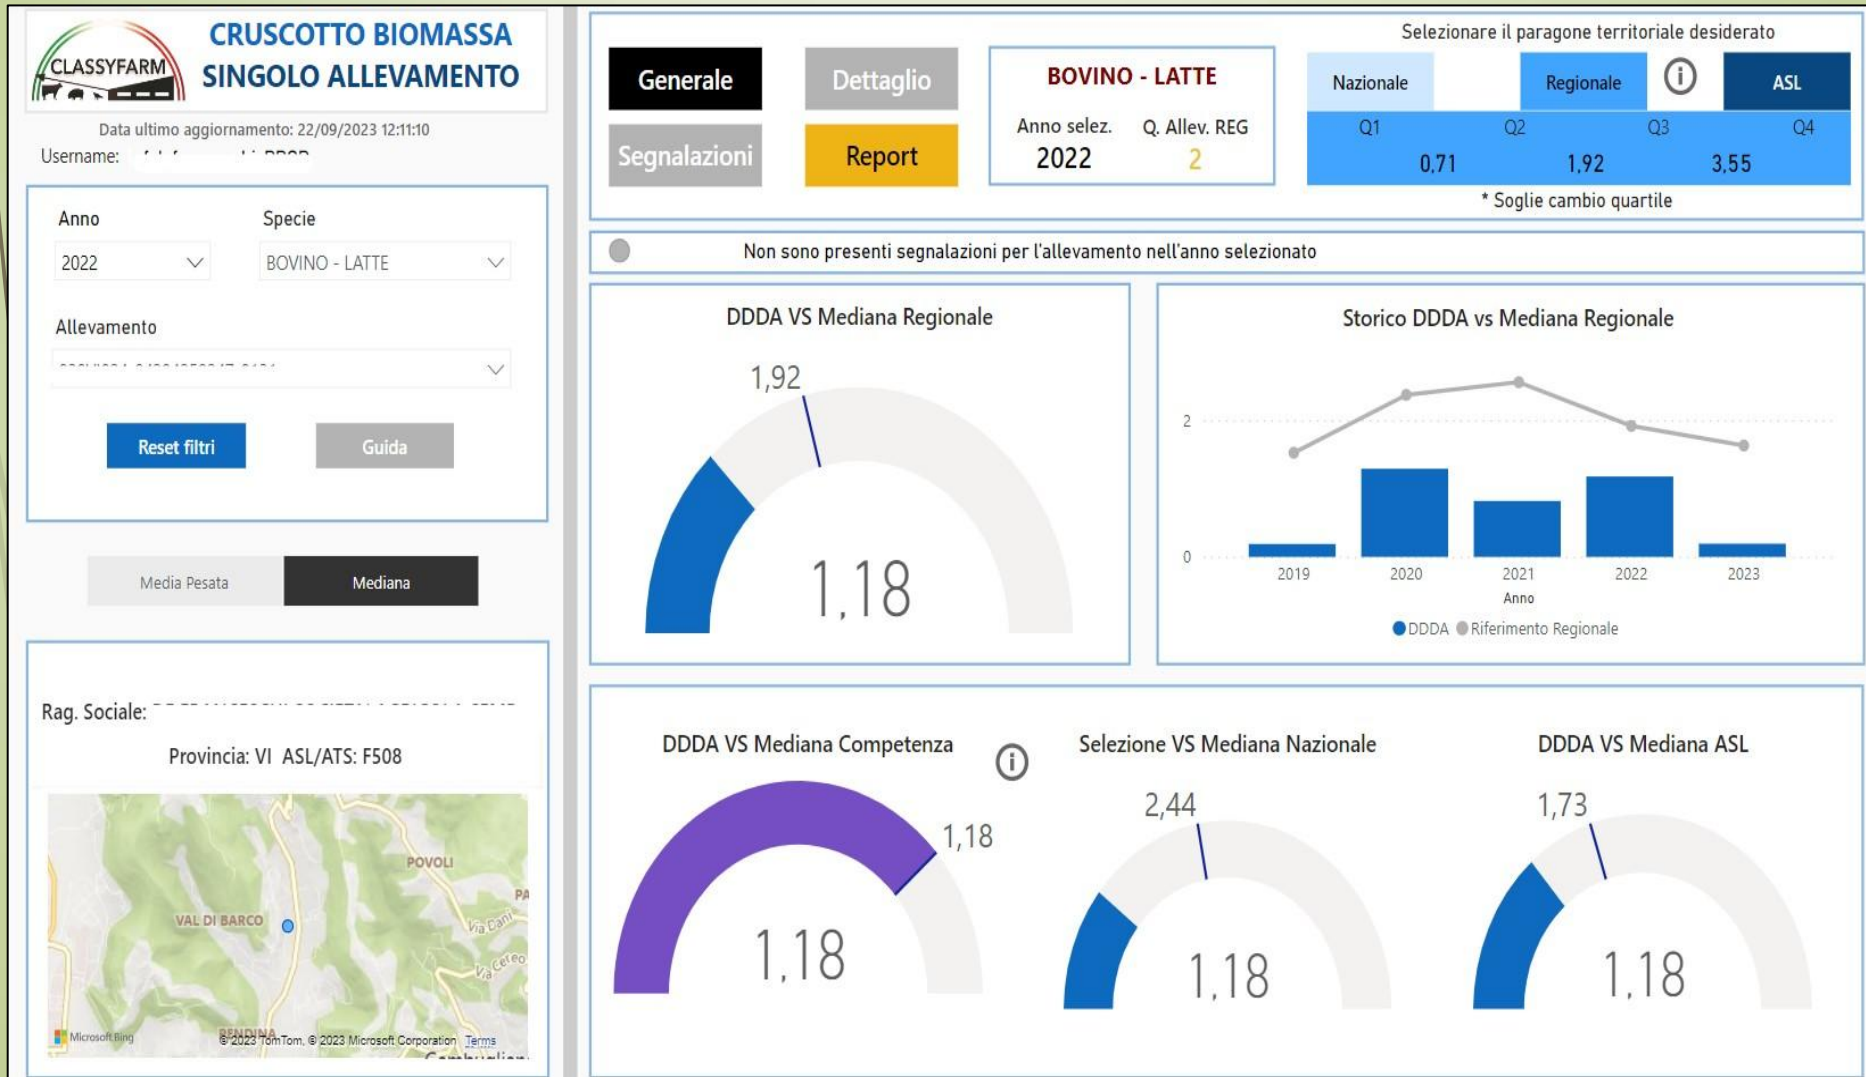 CLASSYFARM
CRUSCOTTO BIOMASSA
SINGOLO ALLEVAMENTO
Data ultimo aggiornamento: 22/09/2023 12:11:10
Username:
Anno
Specie
2022
BOVINO - LATTE
Allevamento
Reset filtri
Guida
Media Pesata
Mediana
Rag. Sociale:
Provincia: VI ASL/ATS: F508
POVOLI
PA
VAL DI BARCO
Via Dani
Via Cereo
RENDINA
Microsoft Bing
© 2023 TomTom, © 2023 Microsoft Corporation Terms
Generale
Dettaglio
Segnalazioni
Report
BOVINO - LATTE
Anno selez. Q. Allev. REG
2022 2
Selezionare il paragone territoriale desiderato
Nazionale
Regionale
i
ASL
Q1 Q2 Q3 Q4
0,71 1,92 3,55
* Soglie cambio quartile
Non sono presenti segnalazioni per l'allevamento nell'anno selezionato
DDDA VS Mediana Regionale
1,92
1,18
Storico DDDA vs Mediana Regionale
2
0
2019 2020 2021 2022 2023
Anno
DDDA Riferimento Regionale
DDDA VS Mediana Competenza
i
1,18
1,18
Selezione VS Mediana Nazionale
2,44
1,18
DDDA VS Mediana ASL
1,73
1,18